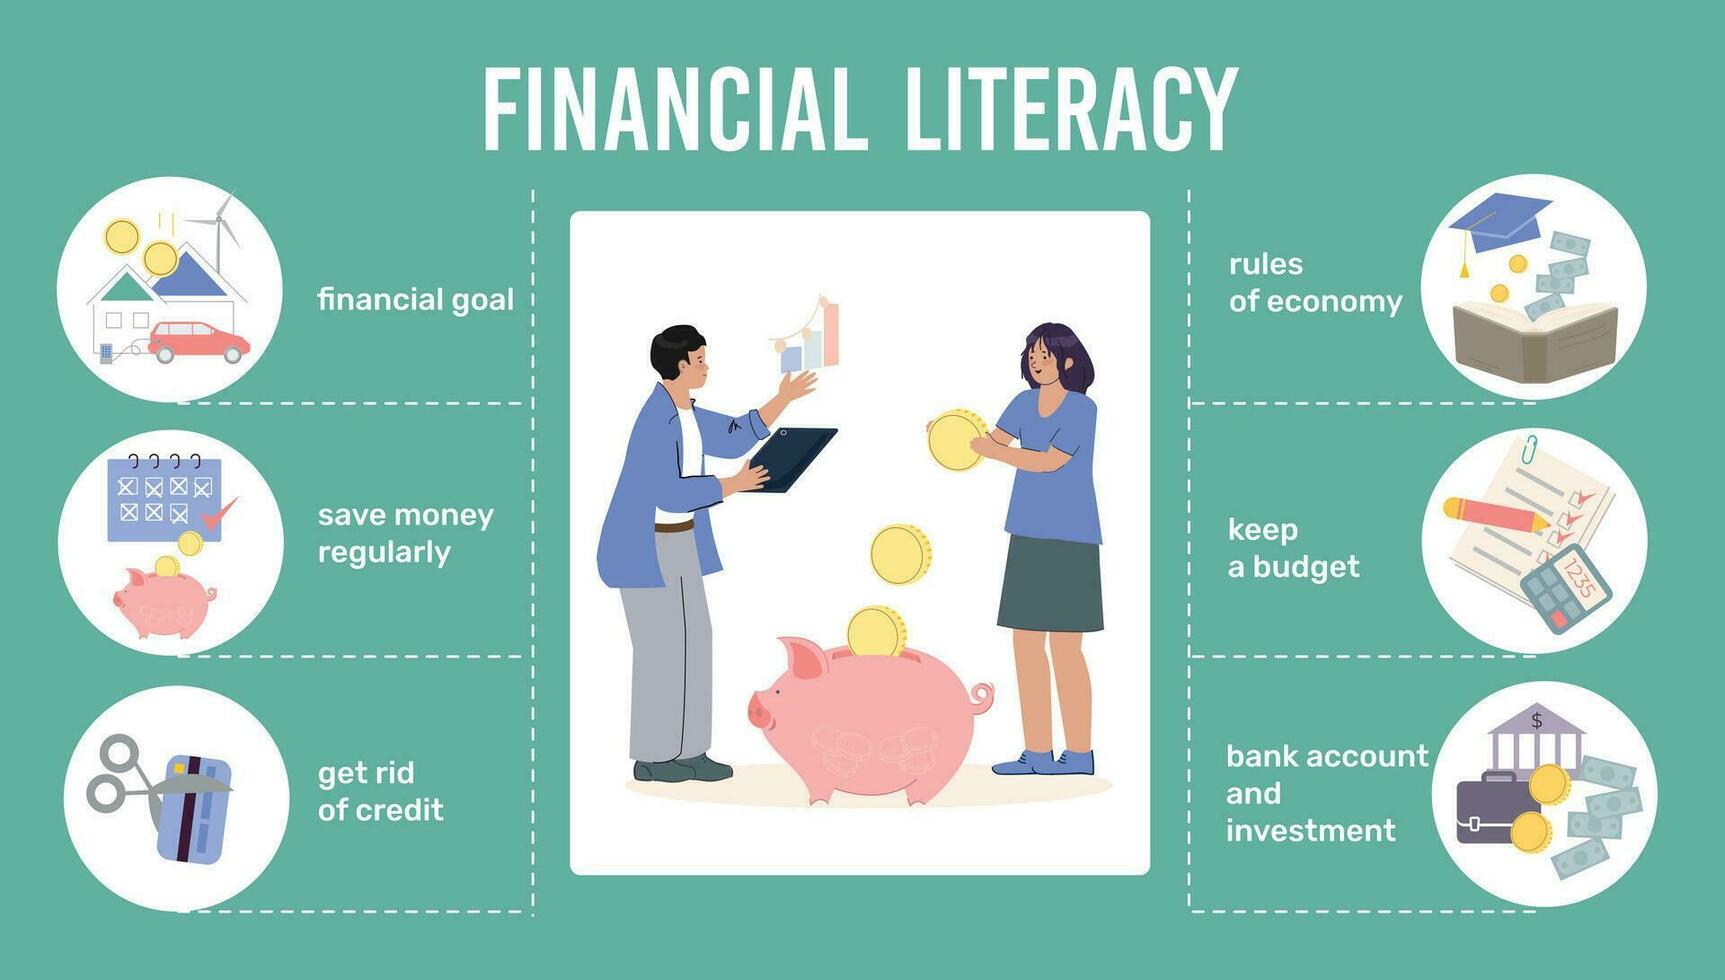 FINANCIAL LITERACY
financial goal
save money
regularly
get rid
of credit
rules
of economy
keep
a budget
1235
bank account
and
investment
$